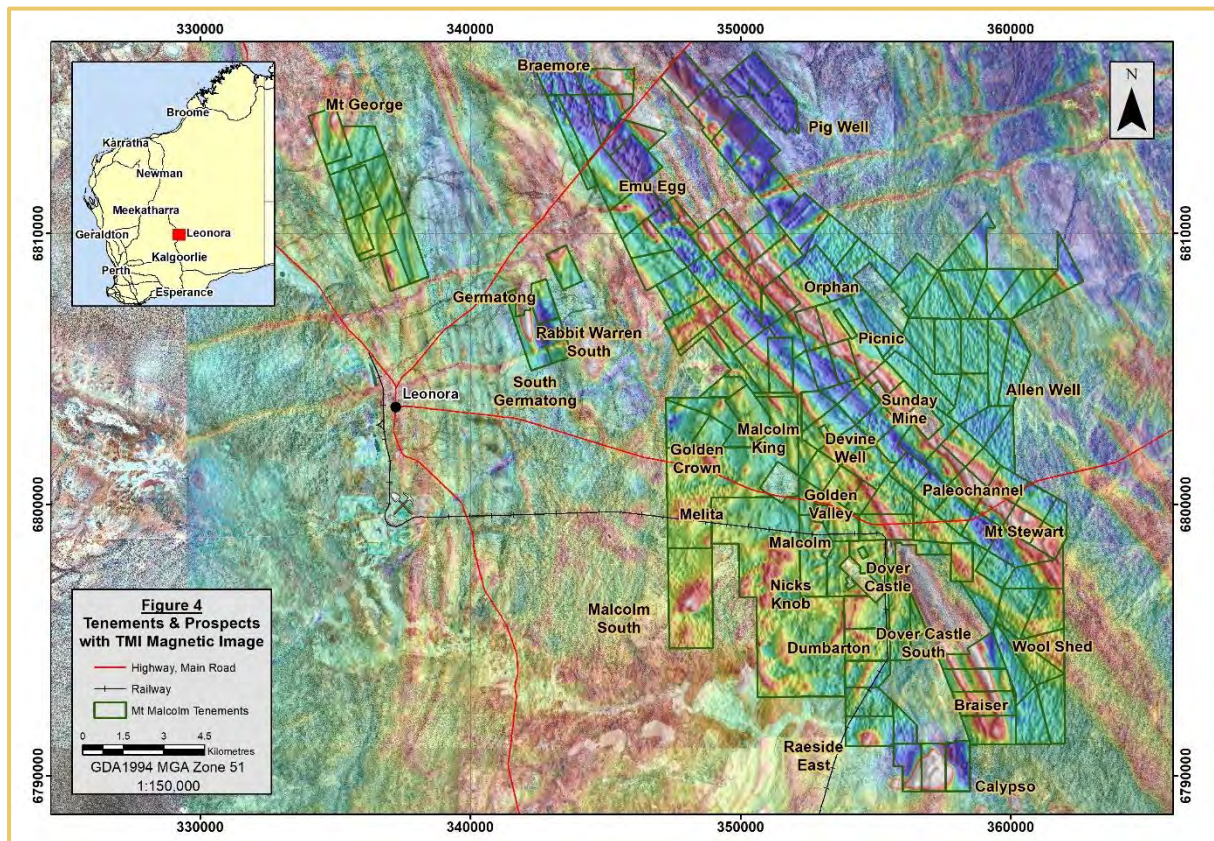 330000 340000 350000 360000
Braemore
Mt George
Pig Well
Emu Egg
N
Broome
Karratha
Newman
Meekatharra
Leonora
Geraldton
Kalgoorlie
Perth
Esperance
6810000
6810000
Germatong
Orphan
Rabbit Warren
South
Picnic
South
Germatong
Allen Well
Leonora
Sunday
Mine
Malcolm
King
Devine
Well
Golden
Crown
Paleochannel
Golden
Valley
6800000
6800000
Melita
Mt Stewart
Malcolm
Dover
Castle
Nicks
Knob
Malcolm
South
Dover Castle
South
Dumbarton
Wool Shed
Braiser
Raeside
East
Calypso
6790000
6790000
Figure 4
Tenements & Prospects
with TMI Magnetic Image
Highway, Main Road
Railway
Mt Malcolm Tenements
0 1.5 3 4.5
Kilometres
GDA1994 MGA Zone 51
1:150,000
330000 340000 350000 360000